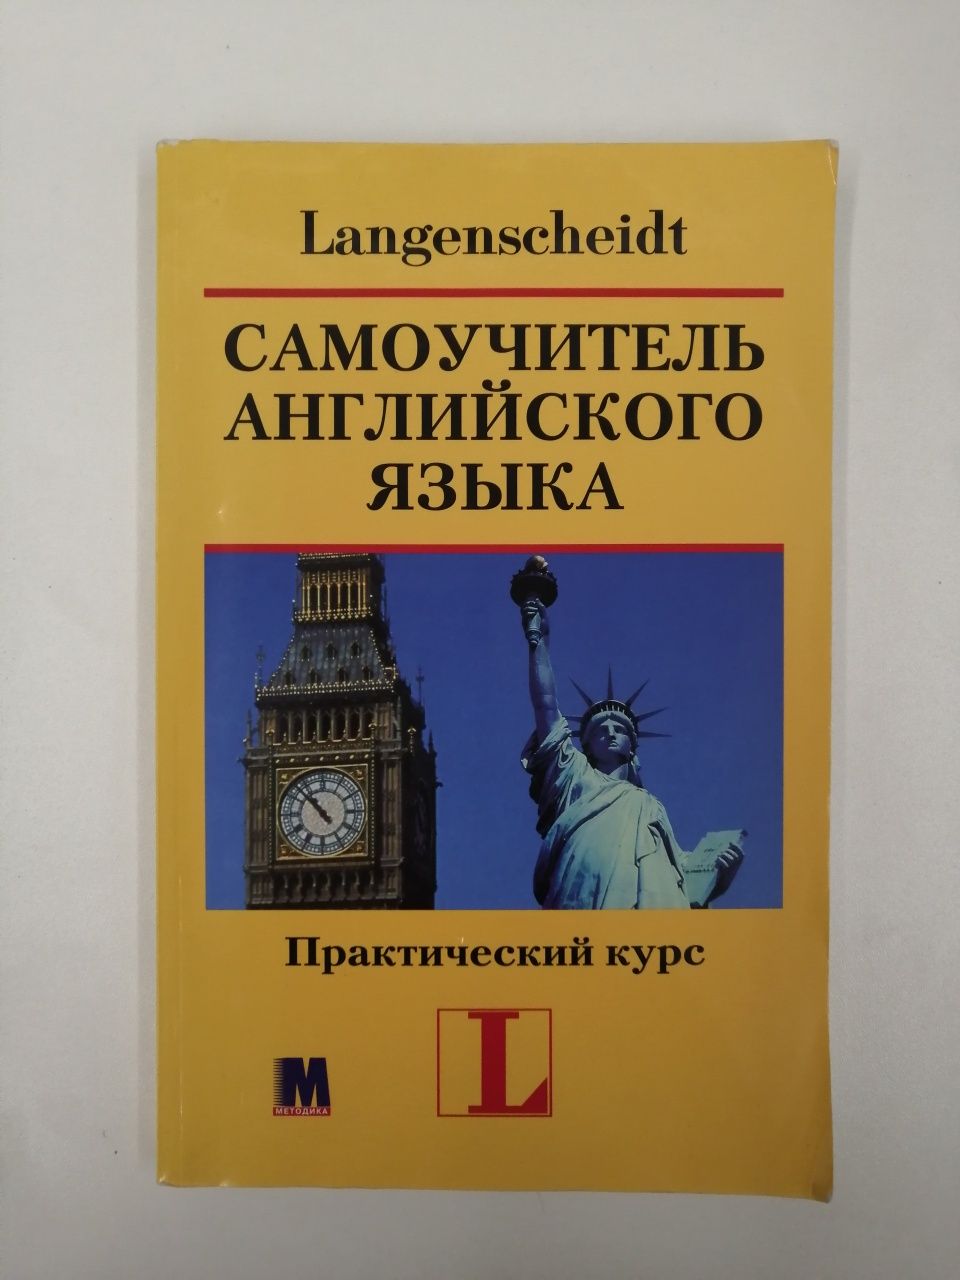 Langenscheidt
САМОУЧИТЕЛЬ
АНГЛИЙСКОГО
ЯЗЫКА
Практический курс
L
М
МЕТОДИКА